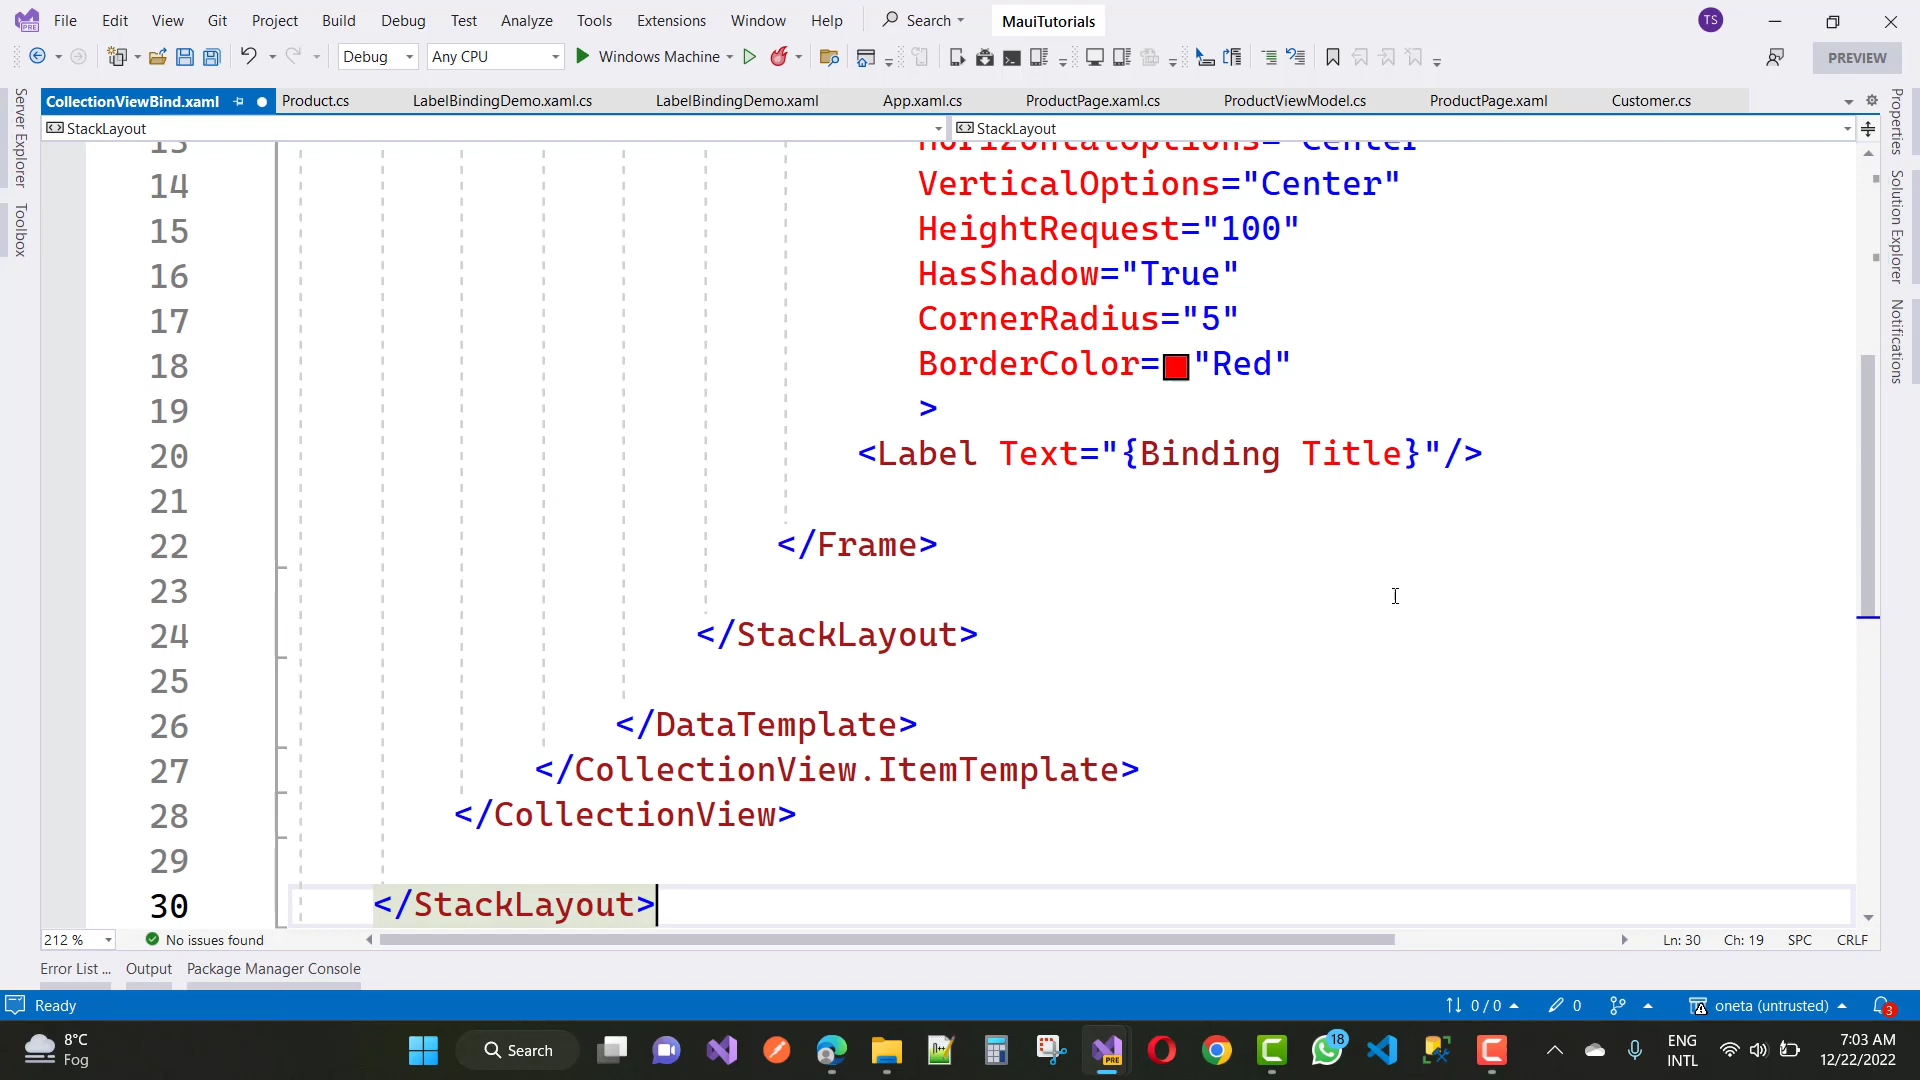 File Edit View Git Project Build Debug Test Analyze Tools Extensions Window Help Search MauiTutorials TS
Debug Any CPU Windows Machine PREVIEW
CollectionViewBind.xaml Product.cs LabelBindingDemo.xaml.cs LabelBindingDemo.xaml App.xaml.cs ProductPage.xaml.cs ProductViewModel.cs ProductPage.xaml Customer.cs
StackLayout StackLayout
Server Explorer
Toolbox
Properties
Solution Explorer
Notifications
13 HorizontalOptions="Center"
14 VerticalOptions="Center"
15 HeightRequest="100"
16 HasShadow="True"
17 CornerRadius="5"
18 BorderColor="Red"
19 >
20 <Label Text="{Binding Title}"/>
21
22 </Frame>
23
24 </StackLayout>
25
26 </DataTemplate>
27 </CollectionView.ItemTemplate>
28 </CollectionView>
29
30 </StackLayout>
212 % No issues found Ln: 30 Ch: 19 SPC CRLF
Error List ... Output Package Manager Console
Ready 0 / 0 0 oneta (untrusted) 3
8°C
Fog
Search
PRE
18
ENG
INTL
7:03 AM
12/22/2022